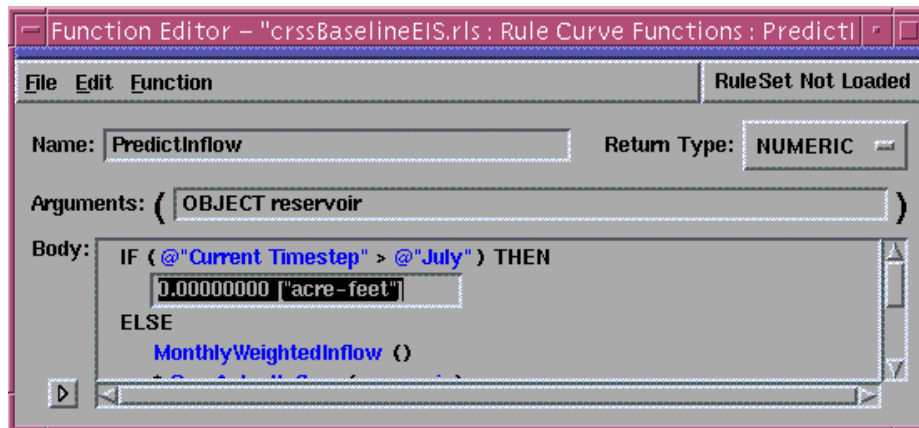 Function Editor – "crssBaselineEIS.rls : Rule Curve Functions : PredictI
File Edit Function RuleSet Not Loaded
Name: PredictInflow Return Type: NUMERIC
Arguments: ( OBJECT reservoir )
Body: IF ( @"Current Timestep" > @"July" ) THEN
0.00000000 ["acre-feet"]
ELSE
MonthlyWeightedInflow ()